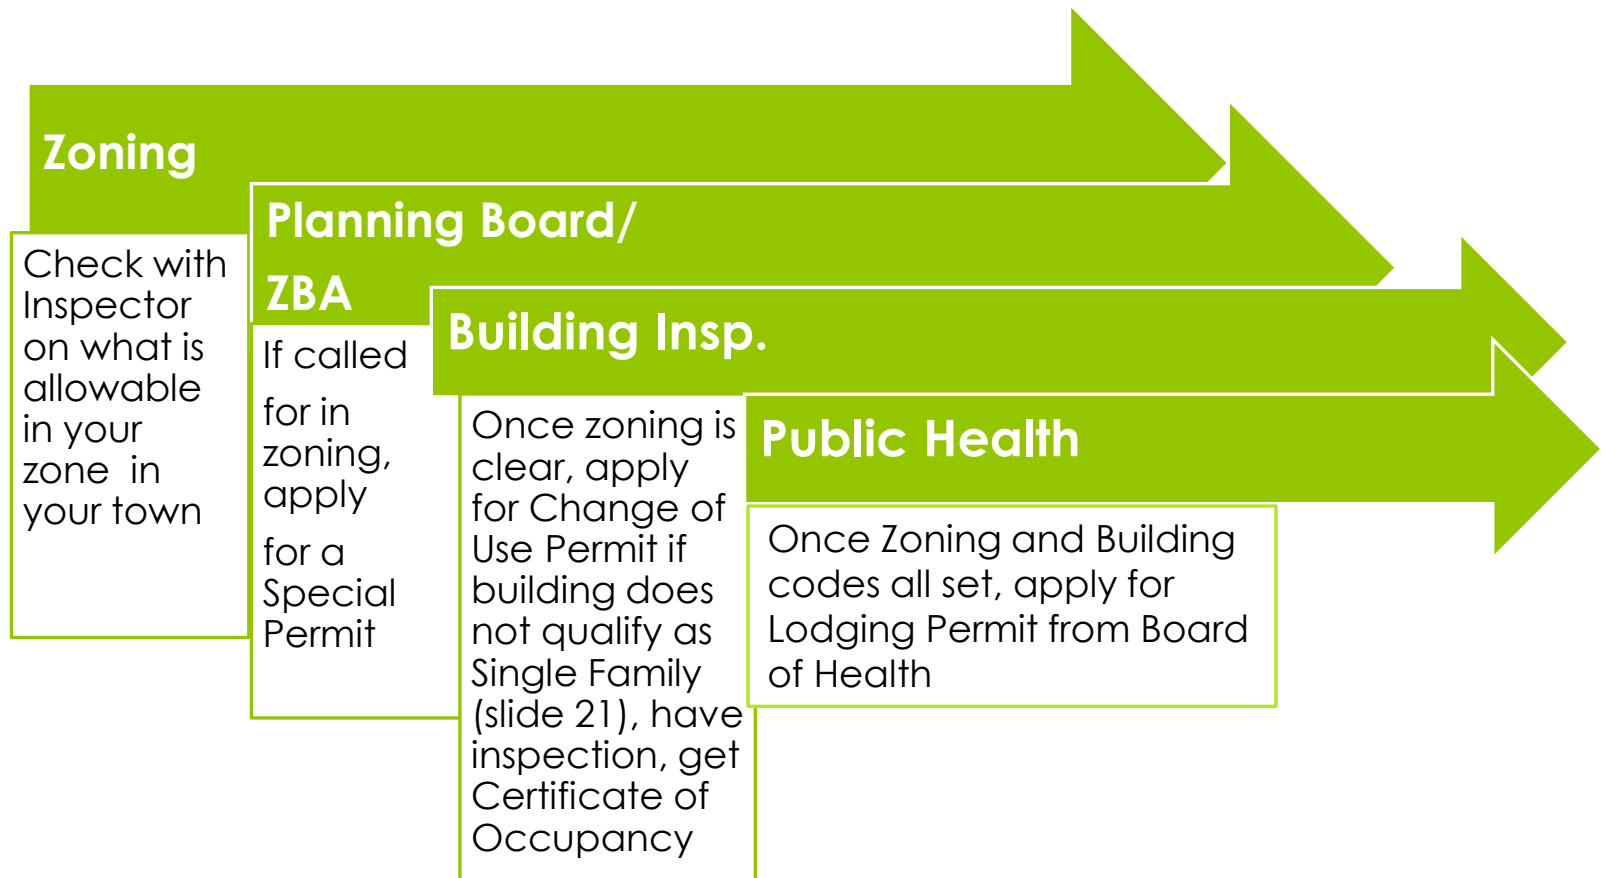 Zoning
Check with
Inspector
on what is
allowable
in your
zone in
your town
Planning Board/
ZBA
If called
for in
zoning,
apply
for a
Special
Permit
Building Insp.
Once zoning is
clear, apply
for Change of
Use Permit if
building does
not qualify as
Single Family
(slide 21), have
inspection, get
Certificate of
Occupancy
Public Health
Once Zoning and Building
codes all set, apply for
Lodging Permit from Board
of Health